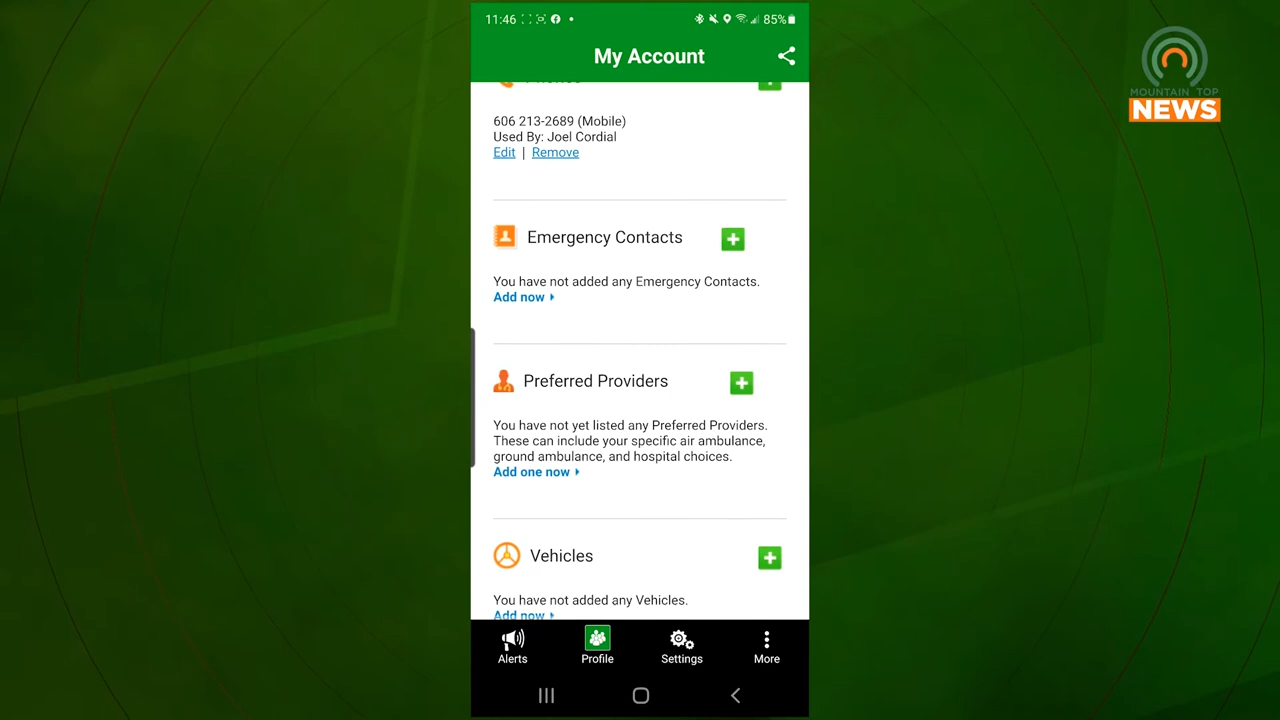 11:46
85%
My Account
606 213-2689 (Mobile)
Used By: Joel Cordial
Edit | Remove
Emergency Contacts
You have not added any Emergency Contacts.
Add now
Preferred Providers
You have not yet listed any Preferred Providers.
These can include your specific air ambulance,
ground ambulance, and hospital choices.
Add one now
Vehicles
You have not added any Vehicles.
Add now
Alerts
Profile
Settings
More
MOUNTAIN TOP
NEWS